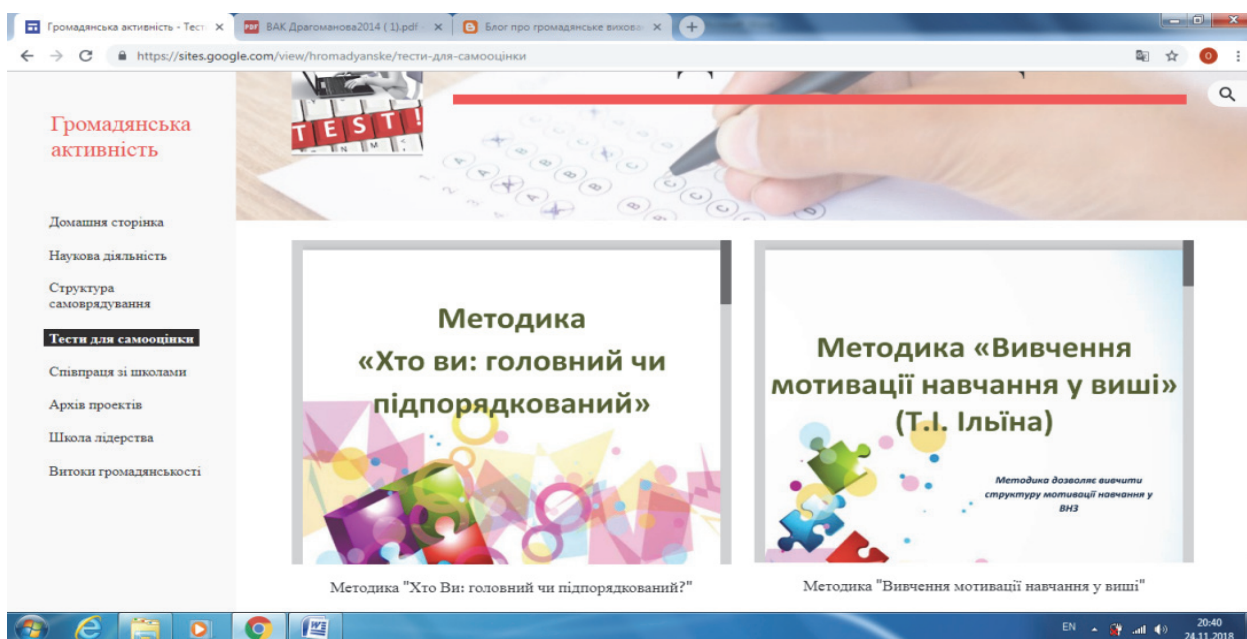 Громадянська активність - Тест
PDF ВАК Драгоманова2014 (1).pdf
Блог про громадянське вихова
https://sites.google.com/view/hromadyanske/тести-для-самооцінки
Громадянська
активність
Домашня сторінка
Наукова діяльність
Структура
самоврядування
Тести для самооцінки
Співпраця зі школами
Архів проектів
Школа лідерства
Витоки громадянськості
TEST!
Методика
«Хто ви: головний чи
підпорядкований»
Методика "Хто Ви: головний чи підпорядкований?"
Методика «Вивчення
мотивації навчання у виші»
(Т.І. Ільїна)
Методика дозволяє вивчити
структуру мотивації навчання у
ВНЗ
Методика "Вивчення мотивації навчання у виші"
EN
20:40
24.11.2018